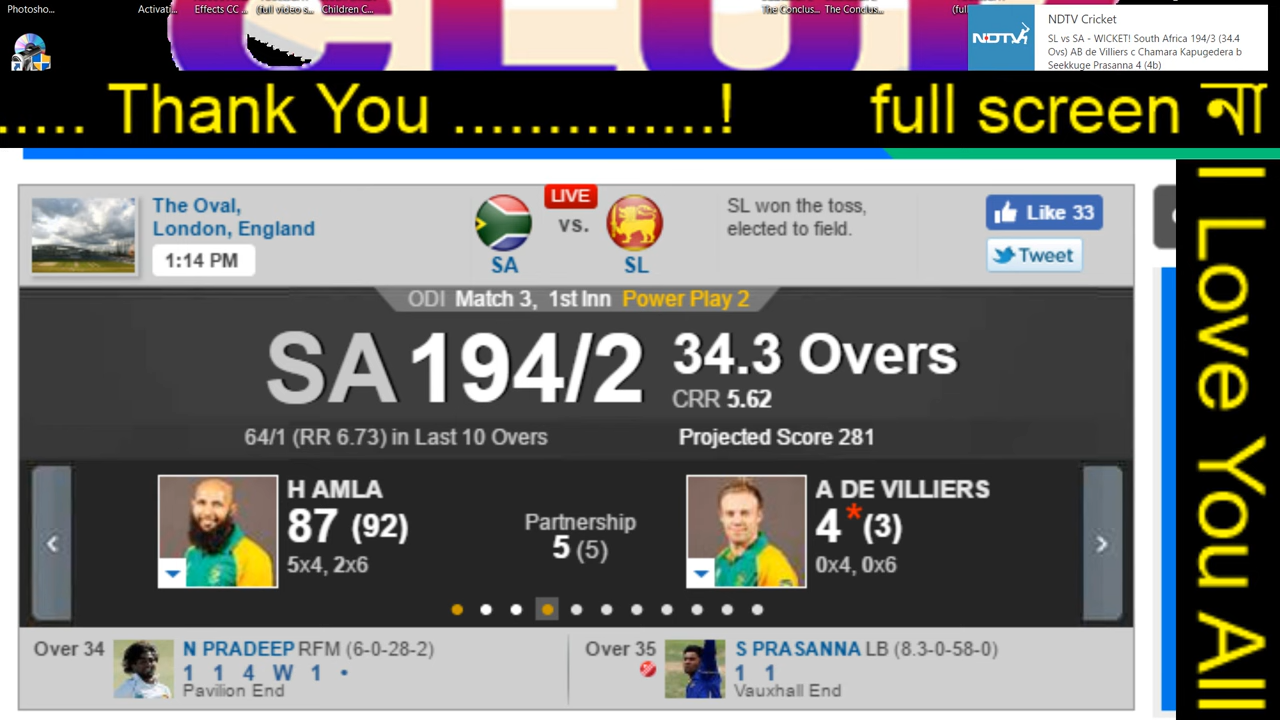 Photosho...
Activati...
Effects CC ...
(full video s...
Children C...
The Conclus...
The Conclus...
NDTV
NDTV Cricket
SL vs SA - WICKET! South Africa 194/3 (34.4
Ovs) AB de Villiers c Chamara Kapugedera b
Seekkuge Prasanna 4 (4b)
..... Thank You .............! full screen না
I Love You All
The Oval,
London, England
1:14 PM
LIVE
vs.
SA
SL
SL won the toss,
elected to field.
Like 33
Tweet
ODI Match 3, 1st Inn Power Play 2
SA 194/2
34.3 Overs
CRR 5.62
64/1 (RR 6.73) in Last 10 Overs
Projected Score 281
H AMLA
87 (92)
5x4, 2x6
Partnership
5 (5)
A DE VILLIERS
4*(3)
0x4, 0x6
Over 34
N PRADEEP RFM (6-0-28-2)
1 1 4 W 1 •
Pavilion End
Over 35
S PRASANNA LB (8.3-0-58-0)
1 1
Vauxhall End